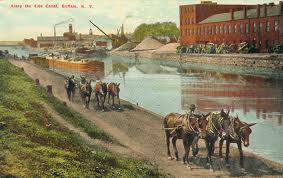 Along the Erie Canal, Buffalo, N. Y.